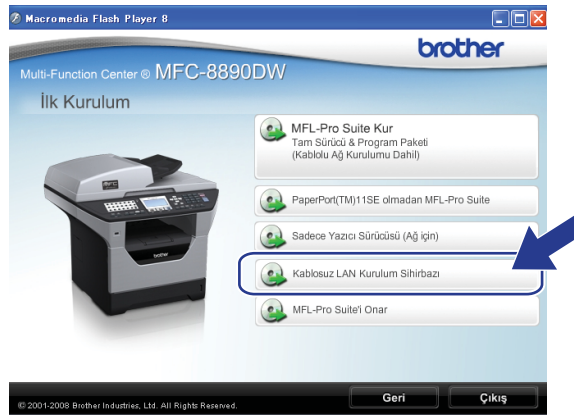 Macromedia Flash Player 8
brother
Multi-Function Center ® MFC-8890DW
İlk Kurulum
MFL-Pro Suite Kur
Tam Sürücü & Program Paketi
(Kablolu Ağ Kurulumu Dahil)
PaperPort(TM)11SE olmadan MFL-Pro Suite
Sadece Yazıcı Sürücüsü (Ağ için)
Kablosuz LAN Kurulum Sihirbazı
MFL-Pro Suite'i Onar
© 2001-2008 Brother Industries, Ltd. All Rights Reserved.
Geri
Çıkış